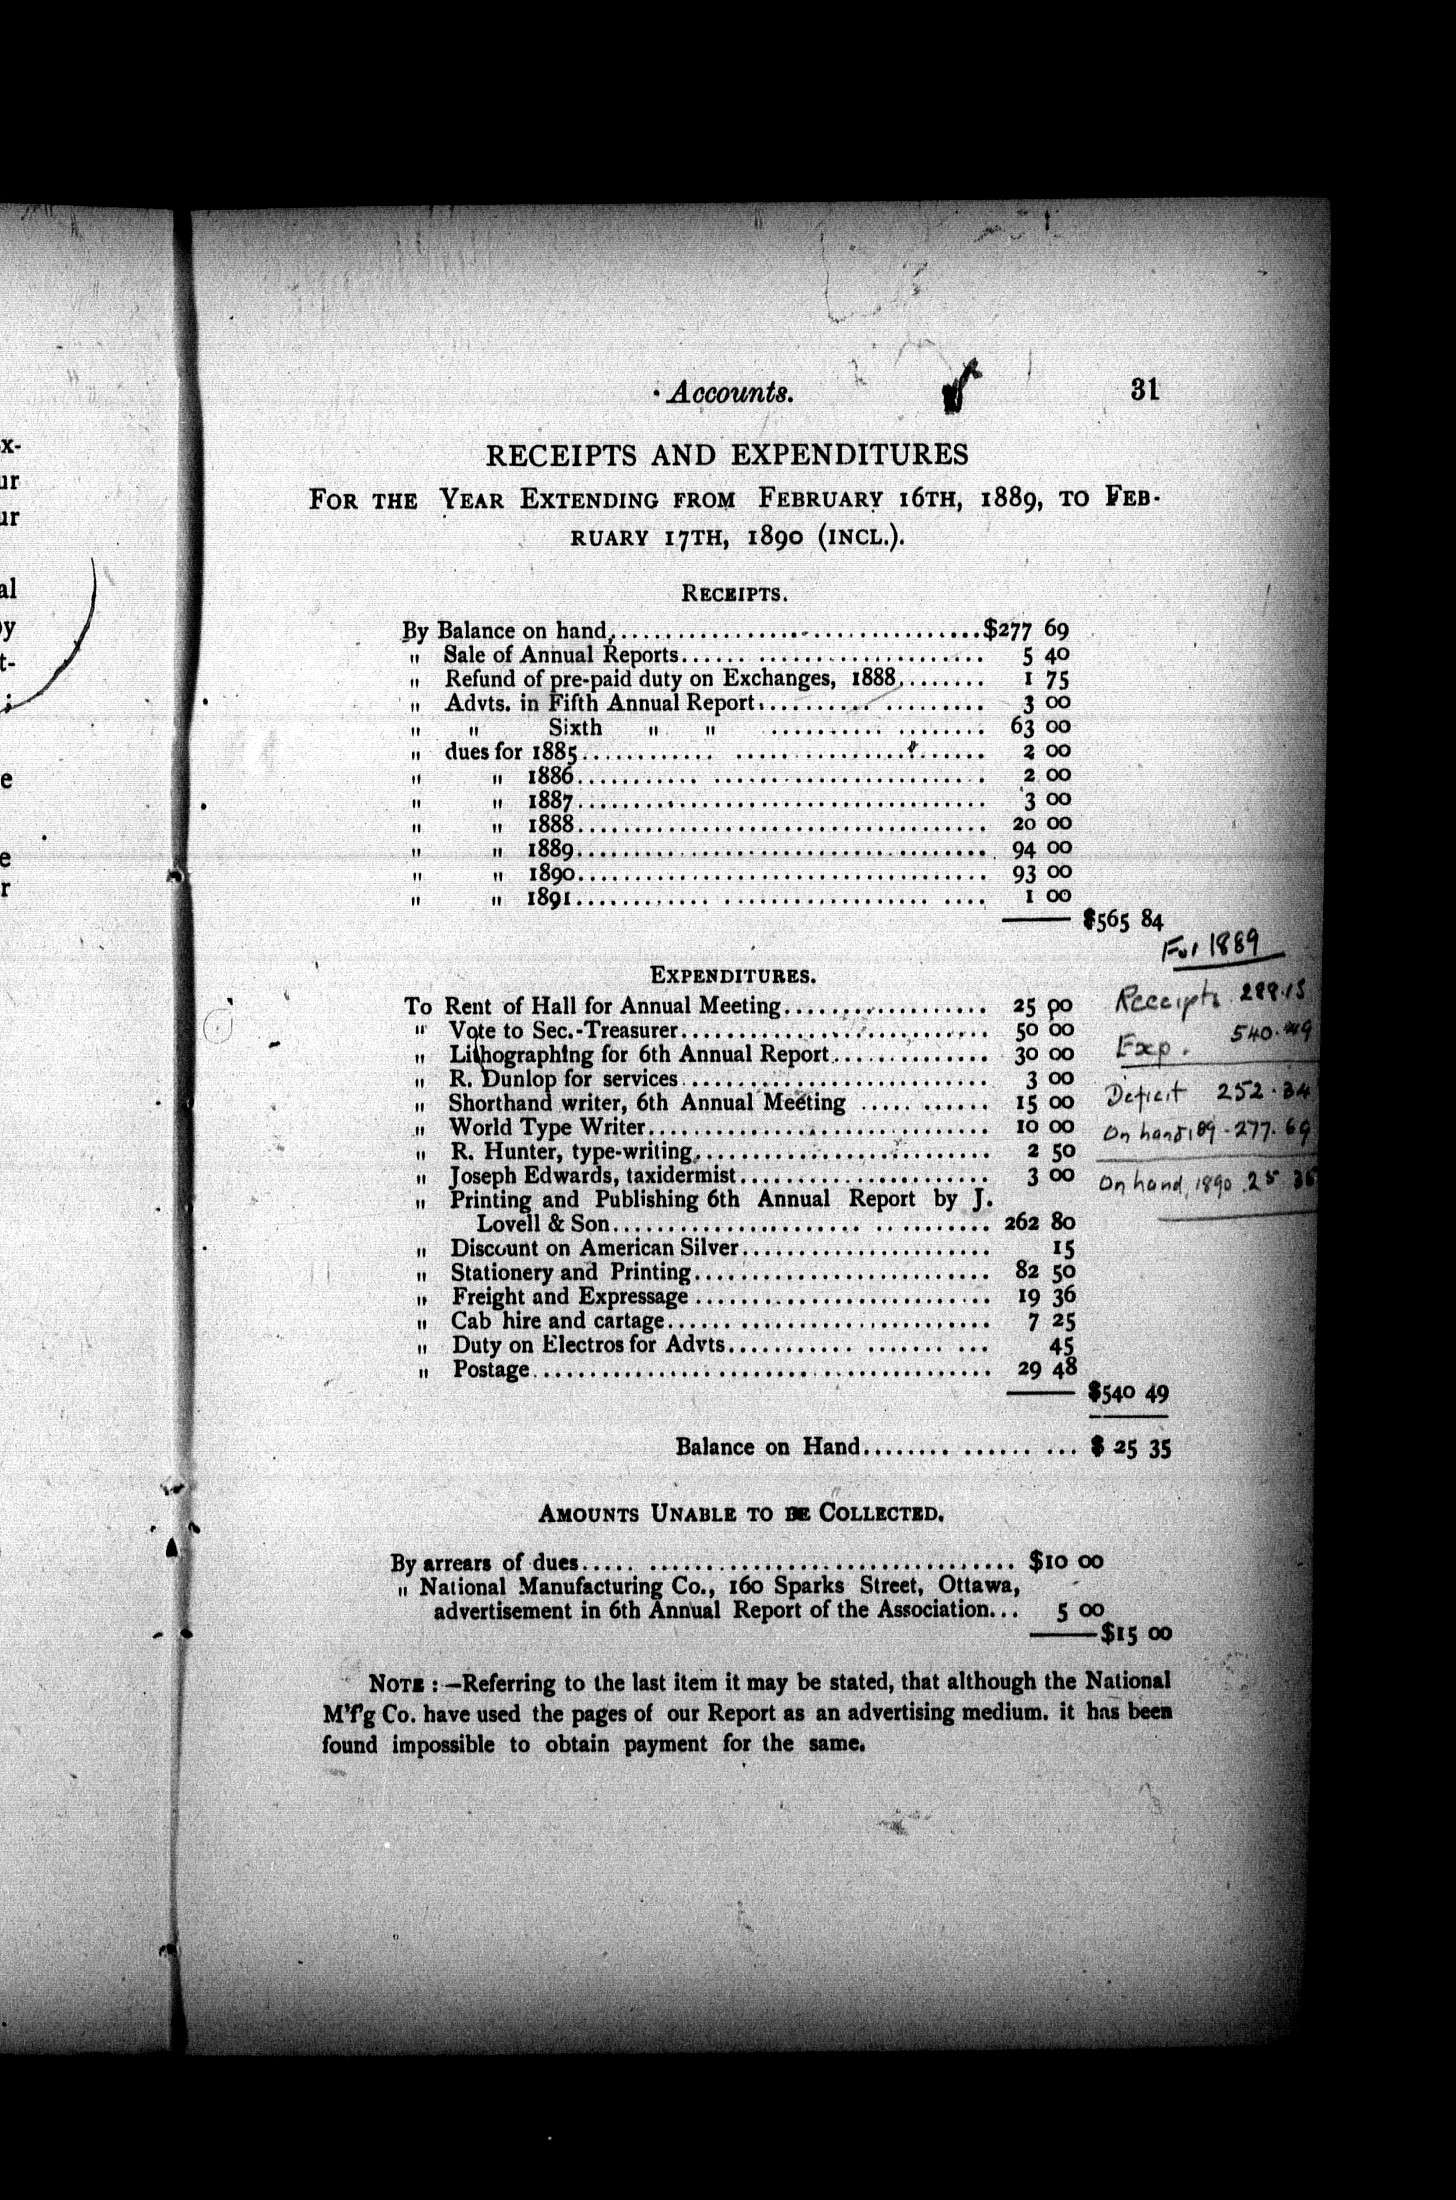 x-
ur
ur
al
by
t-
;
e
e
r
Accounts. 31
RECEIPTS AND EXPENDITURES
FOR THE YEAR EXTENDING FROM FEBRUARY 16TH, 1889, TO FEB-
RUARY 17TH, 1890 (INCL.).
RECEIPTS.
By Balance on hand,................................$277 69
" Sale of Annual Reports...... ..................... 5 40
" Refund of pre-paid duty on Exchanges, 1888........ 1 75
" Advts. in Fifth Annual Report.......... .......... 3 00
" " Sixth " " .......... ........ 63 00
" dues for 1885............ ....................... 2 00
" " 1886..................................... 2 00
" " 1887..................................... 3 00
" " 1888..................................... 20 00
" " 1889..................................... 94 00
" " 1890..................................... 93 00
" " 1891............. ................... .... 1 00
$565 84
For 1889
EXPENDITURES.
To Rent of Hall for Annual Meeting................... 25 00
Receipts 288.15
" Vote to Sec.-Treasurer............................ 50 00
Exp. 540.49
" Lithographing for 6th Annual Report.............. 30 00
" R. Dunlop for services............................ 3 00
Deficit 252.34
" Shorthand writer, 6th Annual Meeting ..... ...... 15 00
" World Type Writer............................... 10 00
On hand, 89 - 277.69
" R. Hunter, type-writing........................... 2 50
" Joseph Edwards, taxidermist....................... 3 00
On hand, 1890 . 25 35
" Printing and Publishing 6th Annual Report by J.
Lovell & Son...................... .. .......... 262 80
" Discount on American Silver....................... 15
" Stationery and Printing........................... 82 50
" Freight and Expressage ........................... 19 36
" Cab hire and cartage...... ....................... 7 25
" Duty on Electros for Advts........... ....... ... 45
" Postage.......................................... 29 48
$540 49
Balance on Hand........ ....... ... $ 25 35
AMOUNTS UNABLE TO BE COLLECTED.
By arrears of dues..... ................................. $10 00
" National Manufacturing Co., 160 Sparks Street, Ottawa,
advertisement in 6th Annual Report of the Association... 5 00
$15 00
NOTE :—Referring to the last item it may be stated, that although the National
M'f'g Co. have used the pages of our Report as an advertising medium. it has been
found impossible to obtain payment for the same.